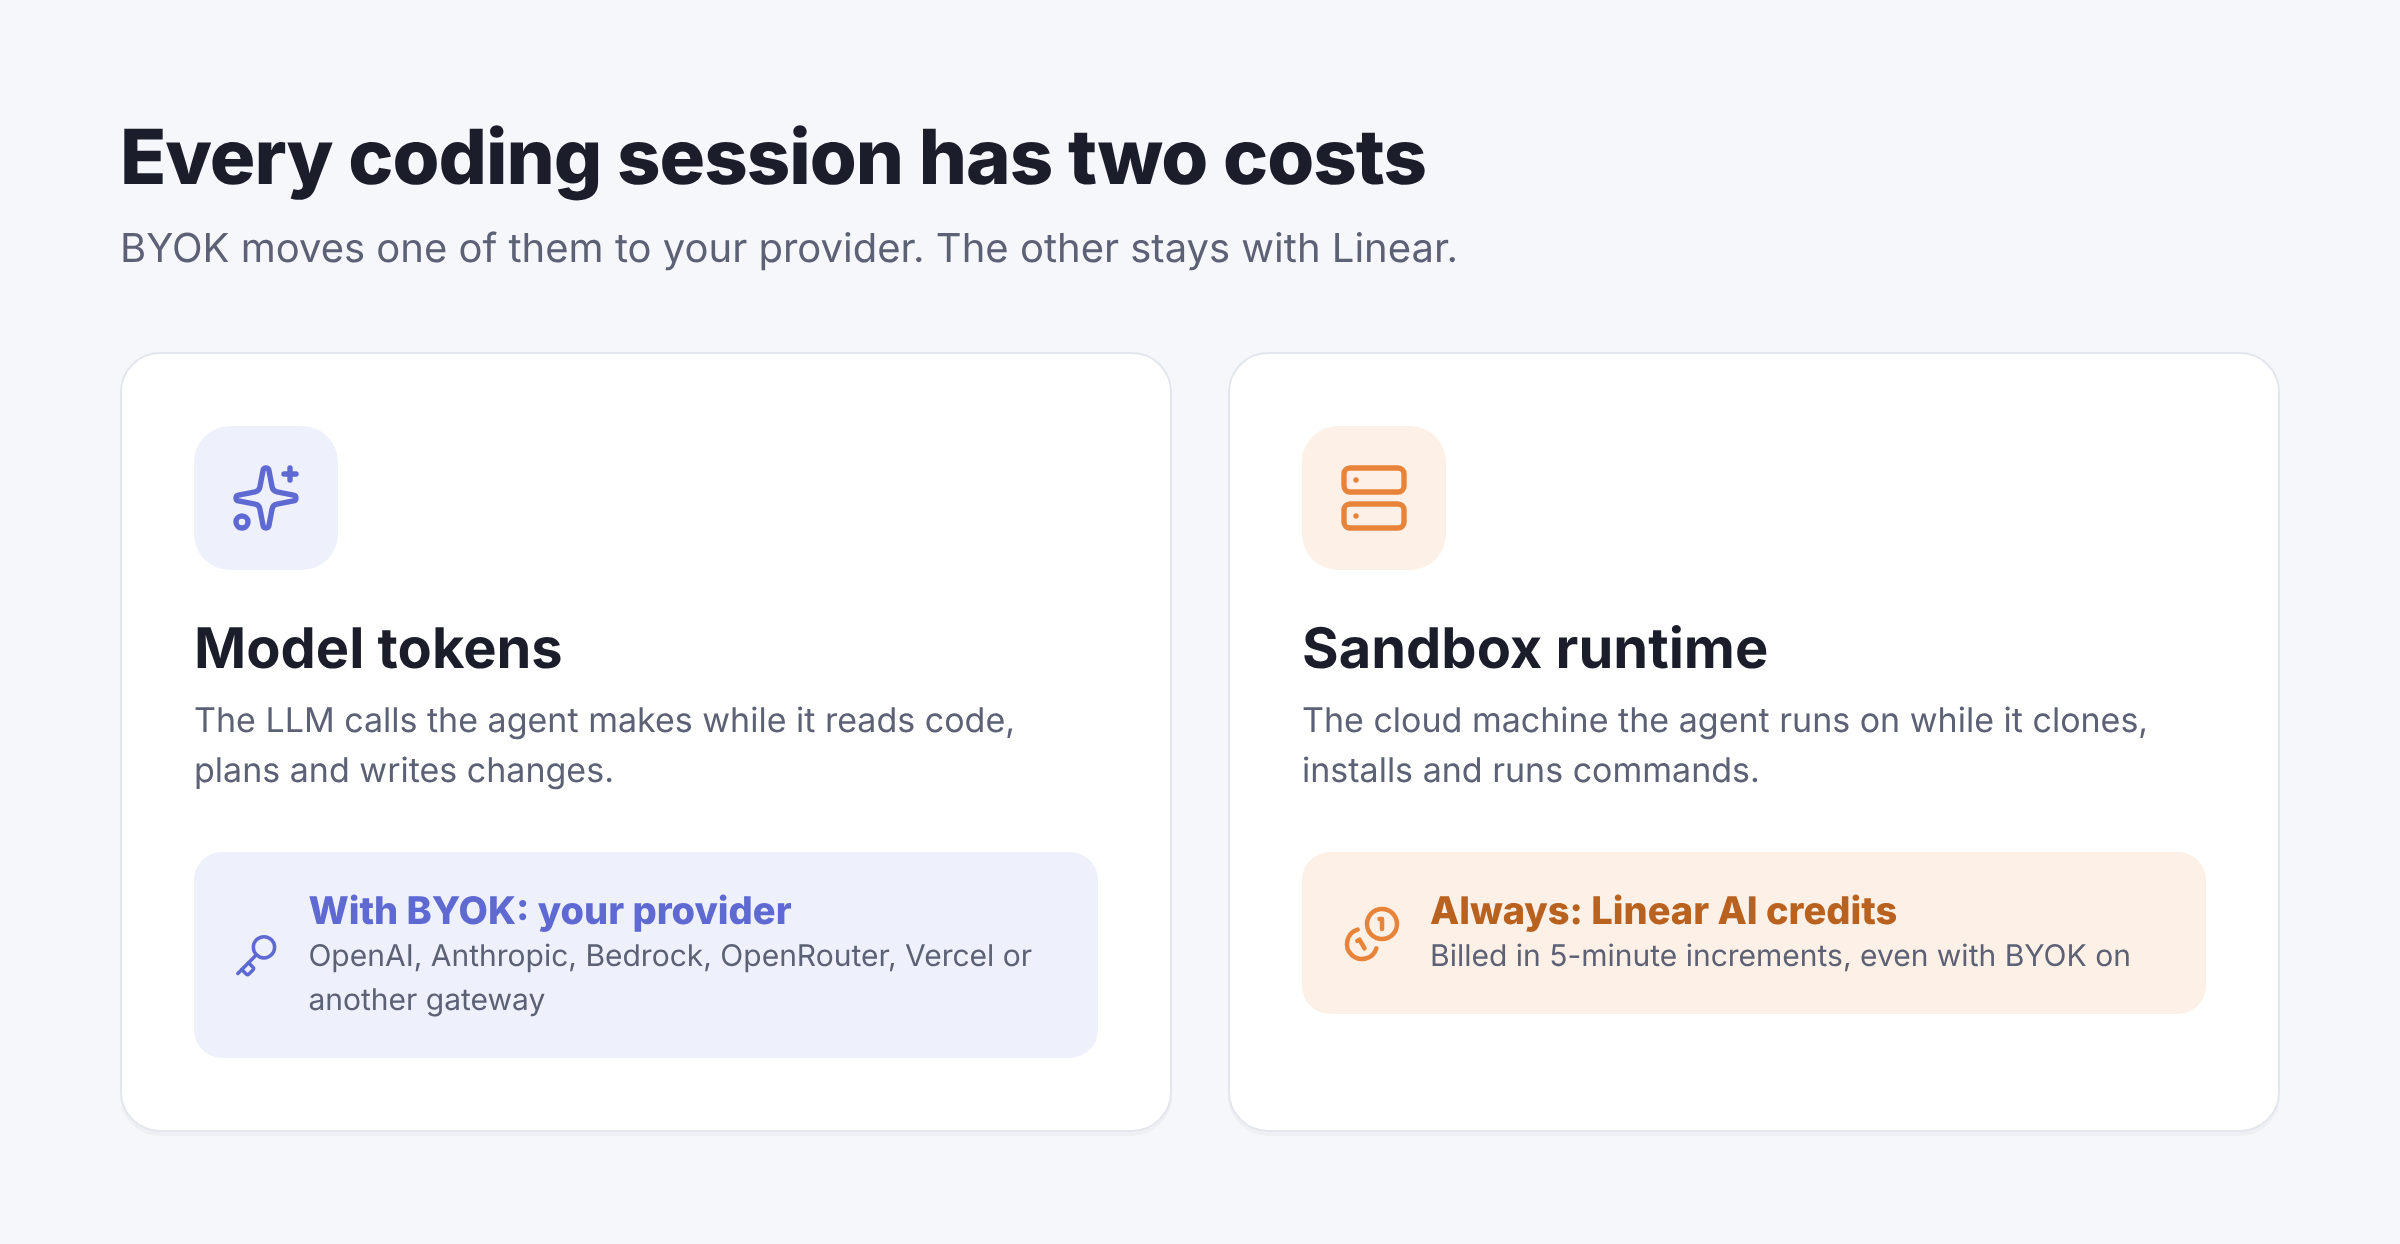 Every coding session has two costs
BYOK moves one of them to your provider. The other stays with Linear.
Model tokens
The LLM calls the agent makes while it reads code,
plans and writes changes.
With BYOK: your provider
OpenAI, Anthropic, Bedrock, OpenRouter, Vercel or
another gateway
Sandbox runtime
The cloud machine the agent runs on while it clones,
installs and runs commands.
Always: Linear AI credits
Billed in 5-minute increments, even with BYOK on